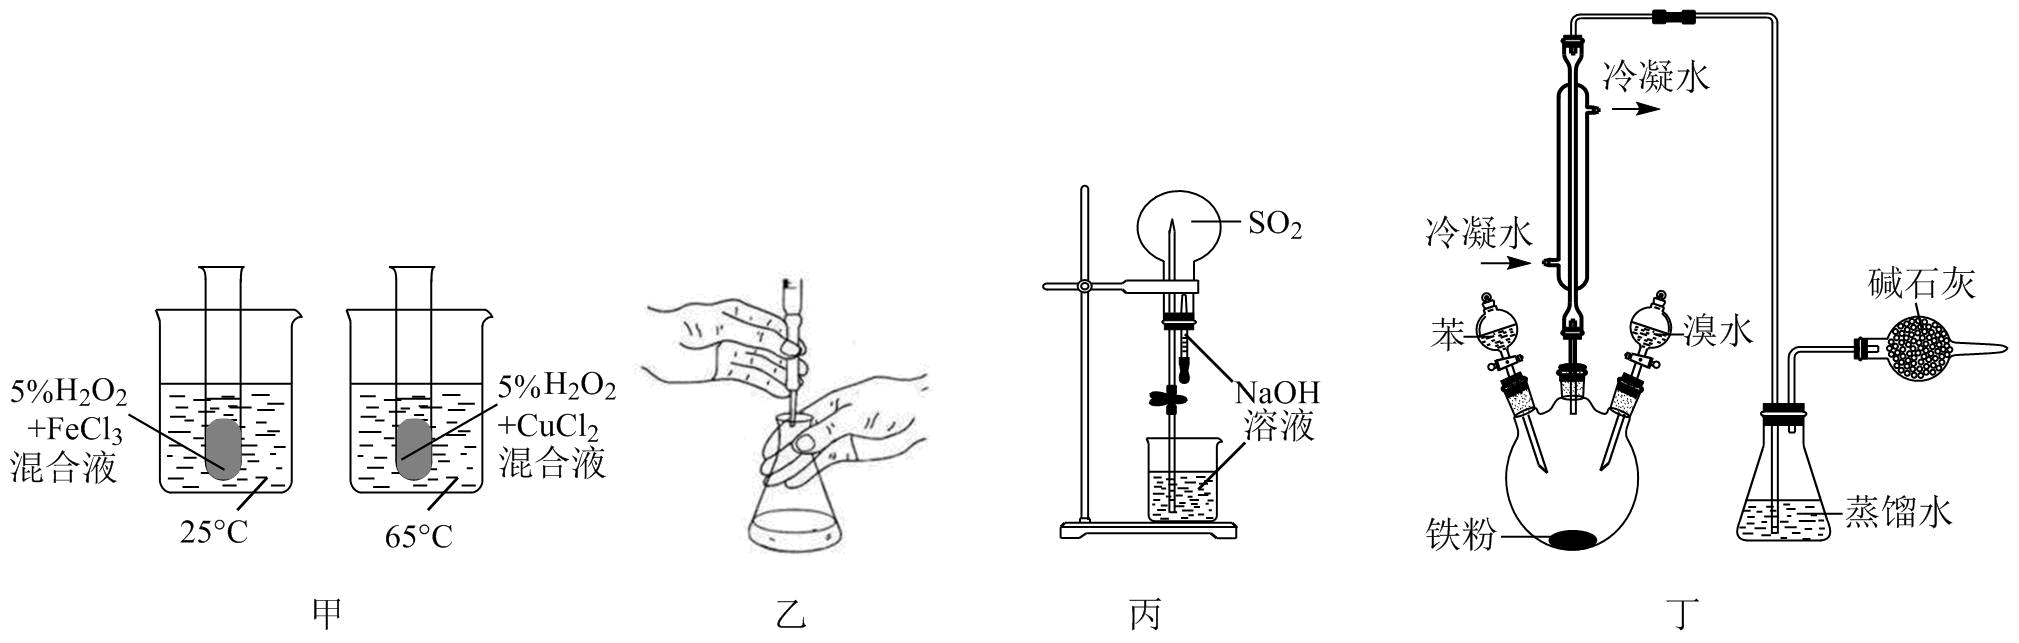 5%H₂O₂
+FeCl₃
混合液
25°C
5%H₂O₂
+CuCl₂
混合液
65°C
甲
乙
SO₂
NaOH
溶液
丙
冷凝水
冷凝水
苯
溴水
碱石灰
铁粉
蒸馏水
丁